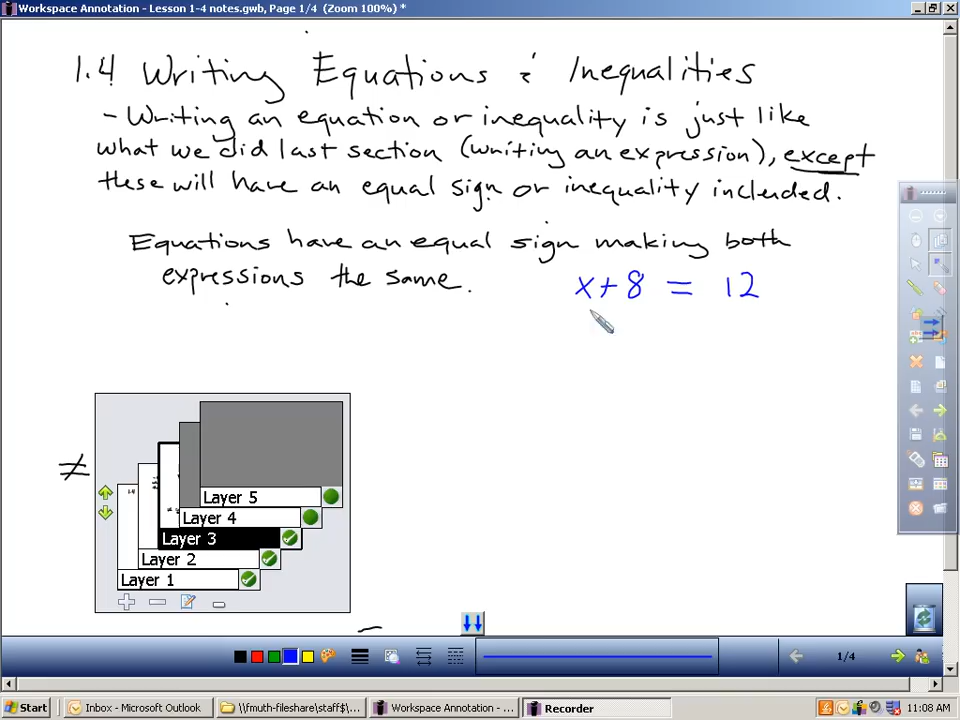 Workspace Annotation - Lesson 1-4 notes.gwb, Page 1/4 (Zoom 100%) *
1.4 Writing Equations & Inequalities
- Writing an equation or inequality is just like
what we did last section (writing an expression), except
these will have an equal sign or inequality included.
Equations have an equal sign making both
expressions the same.
x+8 = 12
≠
Layer 5
Layer 4
Layer 3
Layer 2
Layer 1
1/4
Start
Inbox - Microsoft Outlook
\\fmuth-fileshare\staff$\...
Workspace Annotation - ...
Recorder
11:08 AM